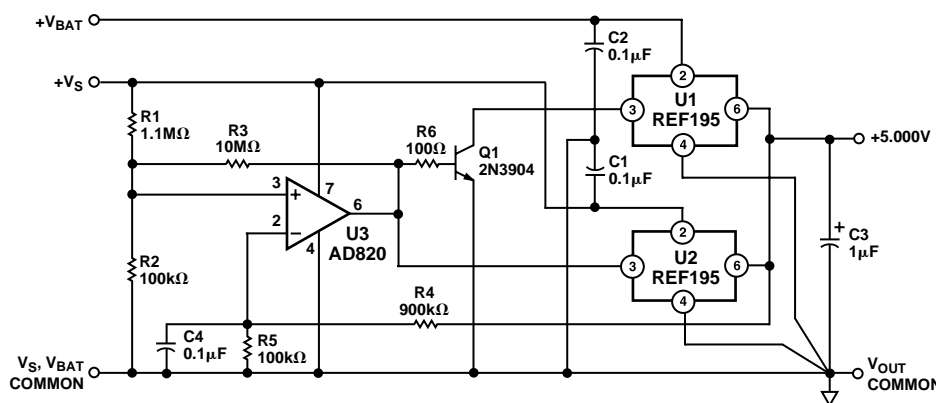 +VBAT
C2
0.1µF
2
U1
REF195
3
6
4
+VS
R1
1.1MΩ
R3
10MΩ
R6
100Ω
Q1
2N3904
C1
0.1µF
+5.000V
3
+
7
2
−
6
4
U3
AD820
2
U2
REF195
3
6
4
+
C3
1µF
R2
100kΩ
R4
900kΩ
C4
0.1µF
R5
100kΩ
VS, VBAT
COMMON
VOUT
COMMON